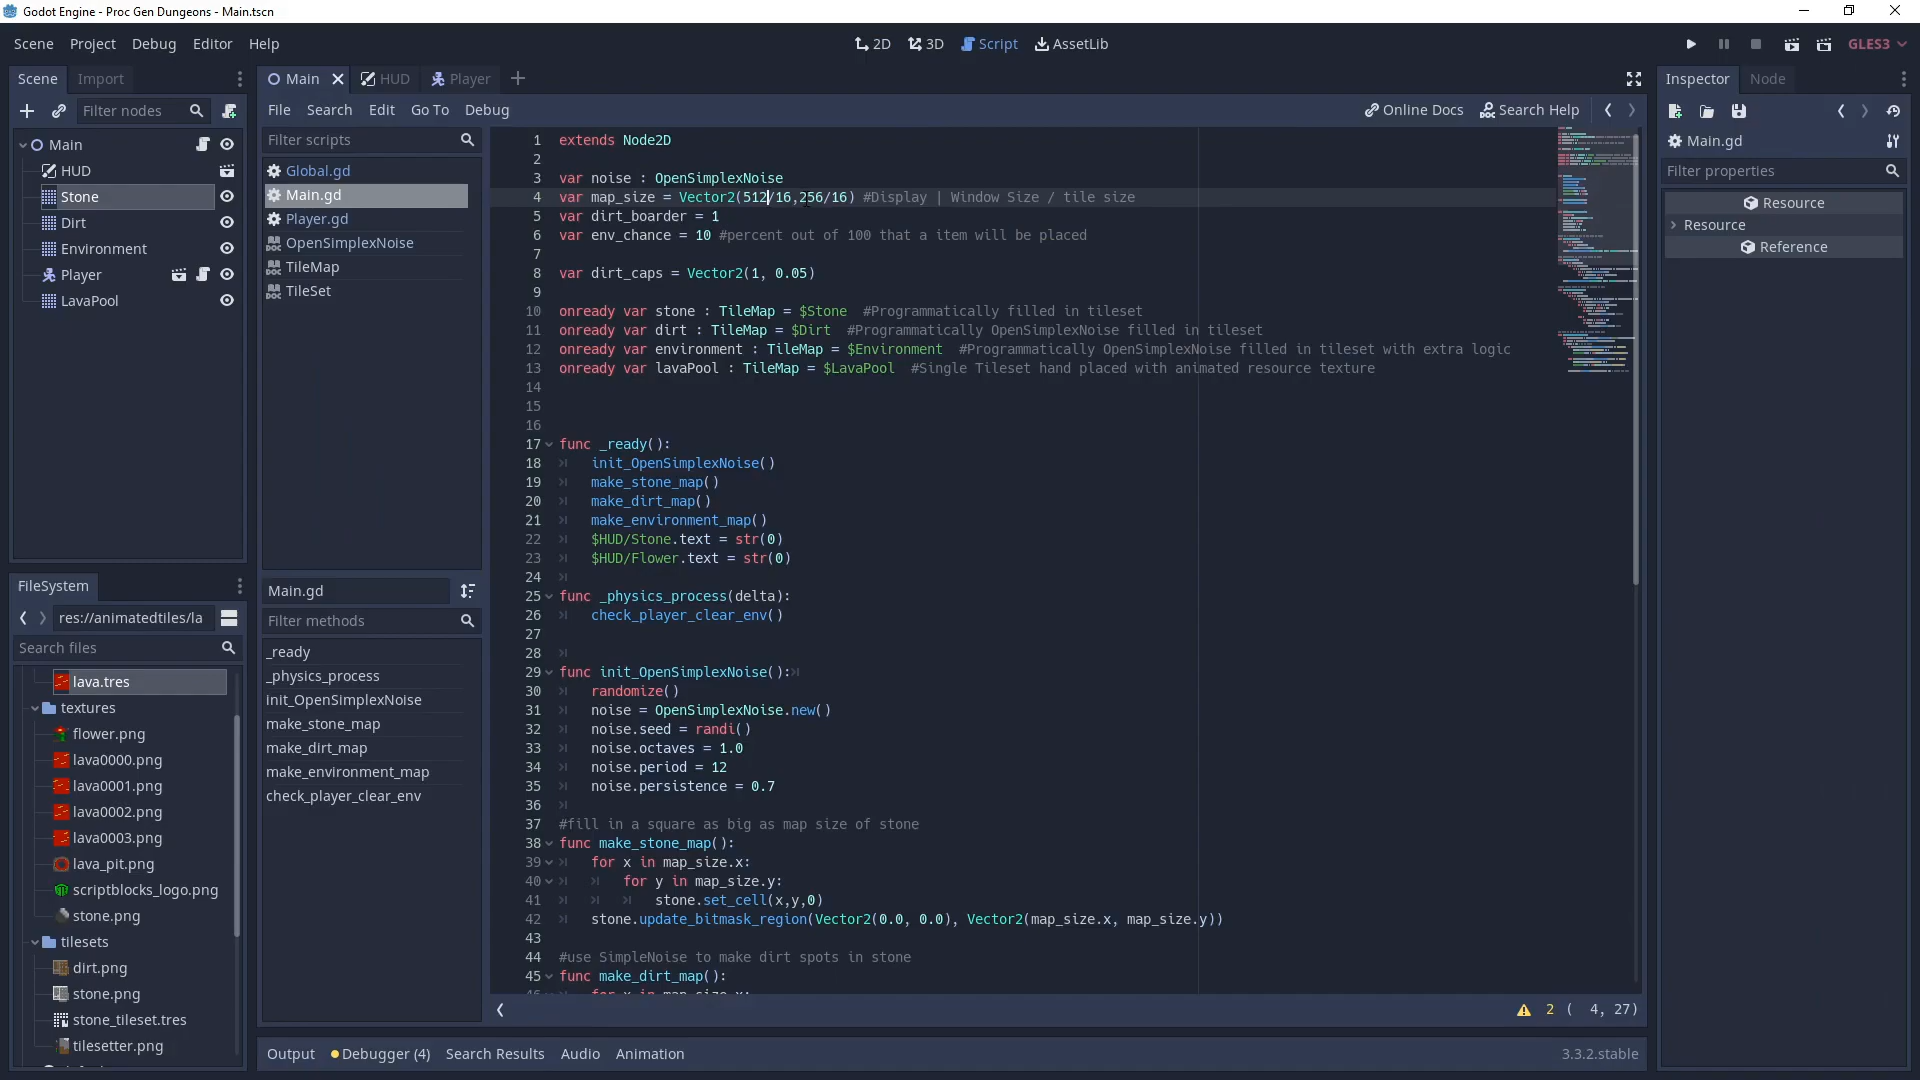 Godot Engine - Proc Gen Dungeons - Main.tscn
Scene Project Debug Editor Help
2D 3D Script AssetLib
GLES3
Scene Import
Filter nodes
Main
HUD
Stone
Dirt
Environment
Player
LavaPool
FileSystem
res://animatedtiles/la
Search files
lava.tres
textures
flower.png
lava0000.png
lava0001.png
lava0002.png
lava0003.png
lava_pit.png
scriptblocks_logo.png
stone.png
tilesets
dirt.png
stone.png
stone_tileset.tres
tilesetter.png
Main HUD Player
File Search Edit Go To Debug
Online Docs Search Help
Filter scripts
Global.gd
Main.gd
Player.gd
OpenSimplexNoise
TileMap
TileSet
Main.gd
Filter methods
_ready
_physics_process
init_OpenSimplexNoise
make_stone_map
make_dirt_map
make_environment_map
check_player_clear_env
1 extends Node2D
2
3 var noise : OpenSimplexNoise
4 var map_size = Vector2(512/16,256/16) #Display | Window Size / tile size
5 var dirt_boarder = 1
6 var env_chance = 10 #percent out of 100 that a item will be placed
7
8 var dirt_caps = Vector2(1, 0.05)
9
10 onready var stone : TileMap = $Stone #Programmatically filled in tileset
11 onready var dirt : TileMap = $Dirt #Programmatically OpenSimplexNoise filled in tileset
12 onready var environment : TileMap = $Environment #Programmatically OpenSimplexNoise filled in tileset with extra logic
13 onready var lavaPool : TileMap = $LavaPool #Single Tileset hand placed with animated resource texture
14
15
16
17 func _ready():
18 init_OpenSimplexNoise()
19 make_stone_map()
20 make_dirt_map()
21 make_environment_map()
22 $HUD/Stone.text = str(0)
23 $HUD/Flower.text = str(0)
24
25 func _physics_process(delta):
26 check_player_clear_env()
27
28
29 func init_OpenSimplexNoise():
30 randomize()
31 noise = OpenSimplexNoise.new()
32 noise.seed = randi()
33 noise.octaves = 1.0
34 noise.period = 12
35 noise.persistence = 0.7
36
37 #fill in a square as big as map size of stone
38 func make_stone_map():
39 for x in map_size.x:
40 for y in map_size.y:
41 stone.set_cell(x,y,0)
42 stone.update_bitmask_region(Vector2(0.0, 0.0), Vector2(map_size.x, map_size.y))
43
44 #use SimpleNoise to make dirt spots in stone
45 func make_dirt_map():
46 for x in map_size.x:
2 ( 4, 27)
Output Debugger (4) Search Results Audio Animation
3.3.2.stable
Inspector Node
Main.gd
Filter properties
Resource
Resource
Reference